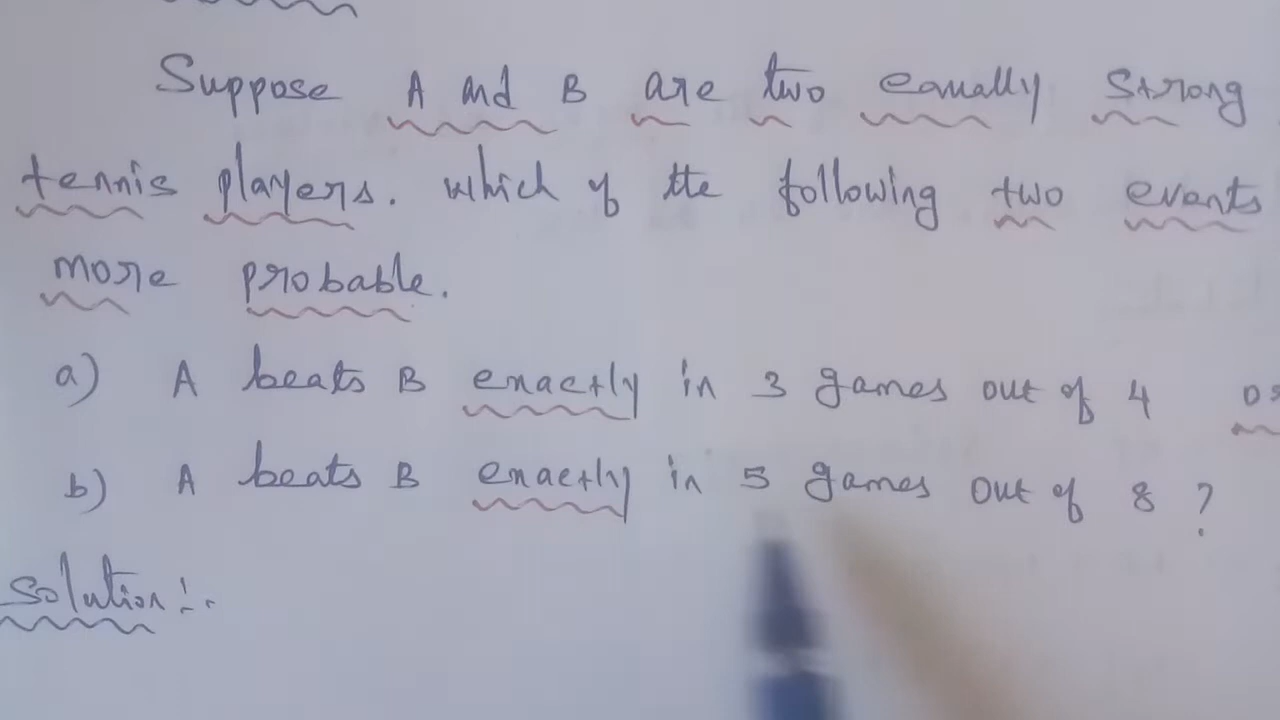 Suppose A and B are two equally strong
tennis players. which of the following two events
more probable.
a) A beats B exactly in 3 games out of 4
b) A beats B exactly in 5 games out of 8 ?
Solution :-